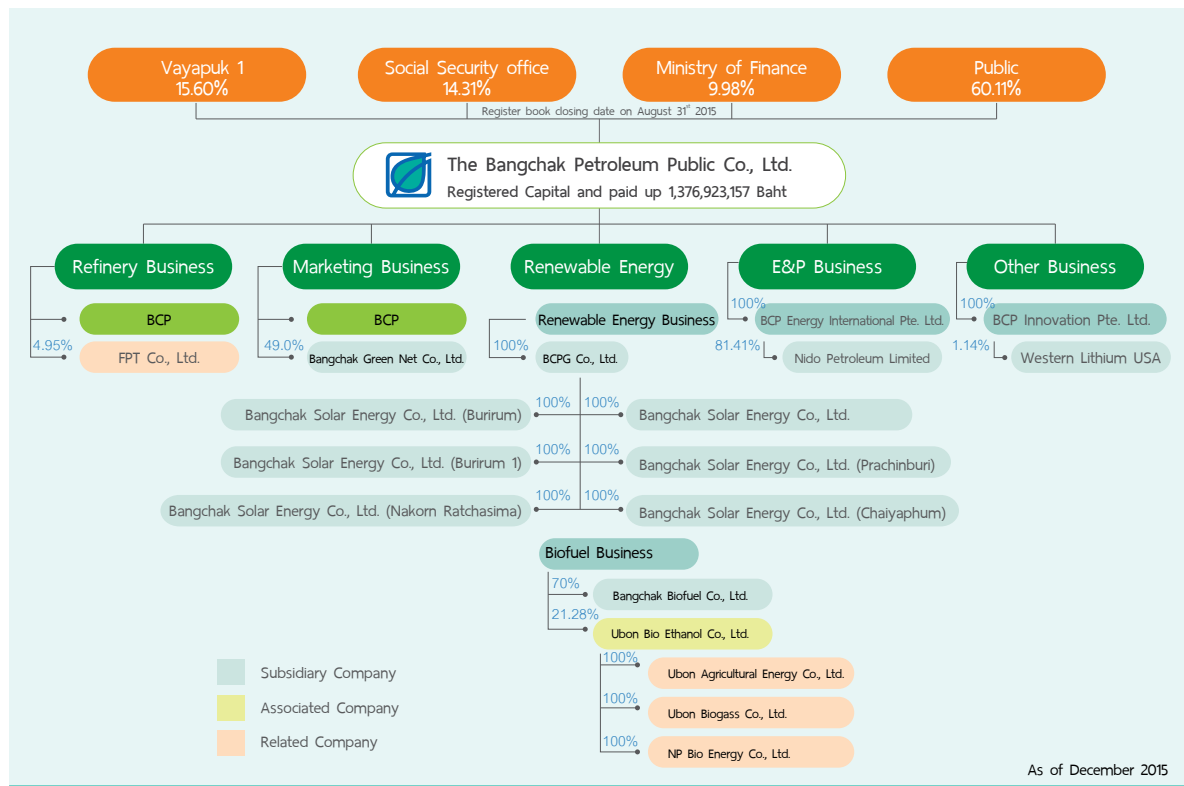 Vayapuk 1
15.60%
Social Security office
14.31%
Ministry of Finance
9.98%
Public
60.11%
Register book closing date on August 31st 2015
The Bangchak Petroleum Public Co., Ltd.
Registered Capital and paid up 1,376,923,157 Baht
Refinery Business
BCP
4.95%
FPT Co., Ltd.
Marketing Business
BCP
49.0%
Bangchak Green Net Co., Ltd.
Renewable Energy
Renewable Energy Business
100%
BCPG Co., Ltd.
E&P Business
100%
BCP Energy International Pte. Ltd.
81.41%
Nido Petroleum Limited
Other Business
100%
BCP Innovation Pte. Ltd.
1.14%
Western Lithium USA
100%
100%
Bangchak Solar Energy Co., Ltd. (Burirum)
Bangchak Solar Energy Co., Ltd.
100%
100%
Bangchak Solar Energy Co., Ltd. (Burirum 1)
Bangchak Solar Energy Co., Ltd. (Prachinburi)
100%
100%
Bangchak Solar Energy Co., Ltd. (Nakorn Ratchasima)
Bangchak Solar Energy Co., Ltd. (Chaiyaphum)
Biofuel Business
70%
Bangchak Biofuel Co., Ltd.
21.28%
Ubon Bio Ethanol Co., Ltd.
100%
Ubon Agricultural Energy Co., Ltd.
100%
Ubon Biogass Co., Ltd.
100%
NP Bio Energy Co., Ltd.
Subsidiary Company
Associated Company
Related Company
As of December 2015